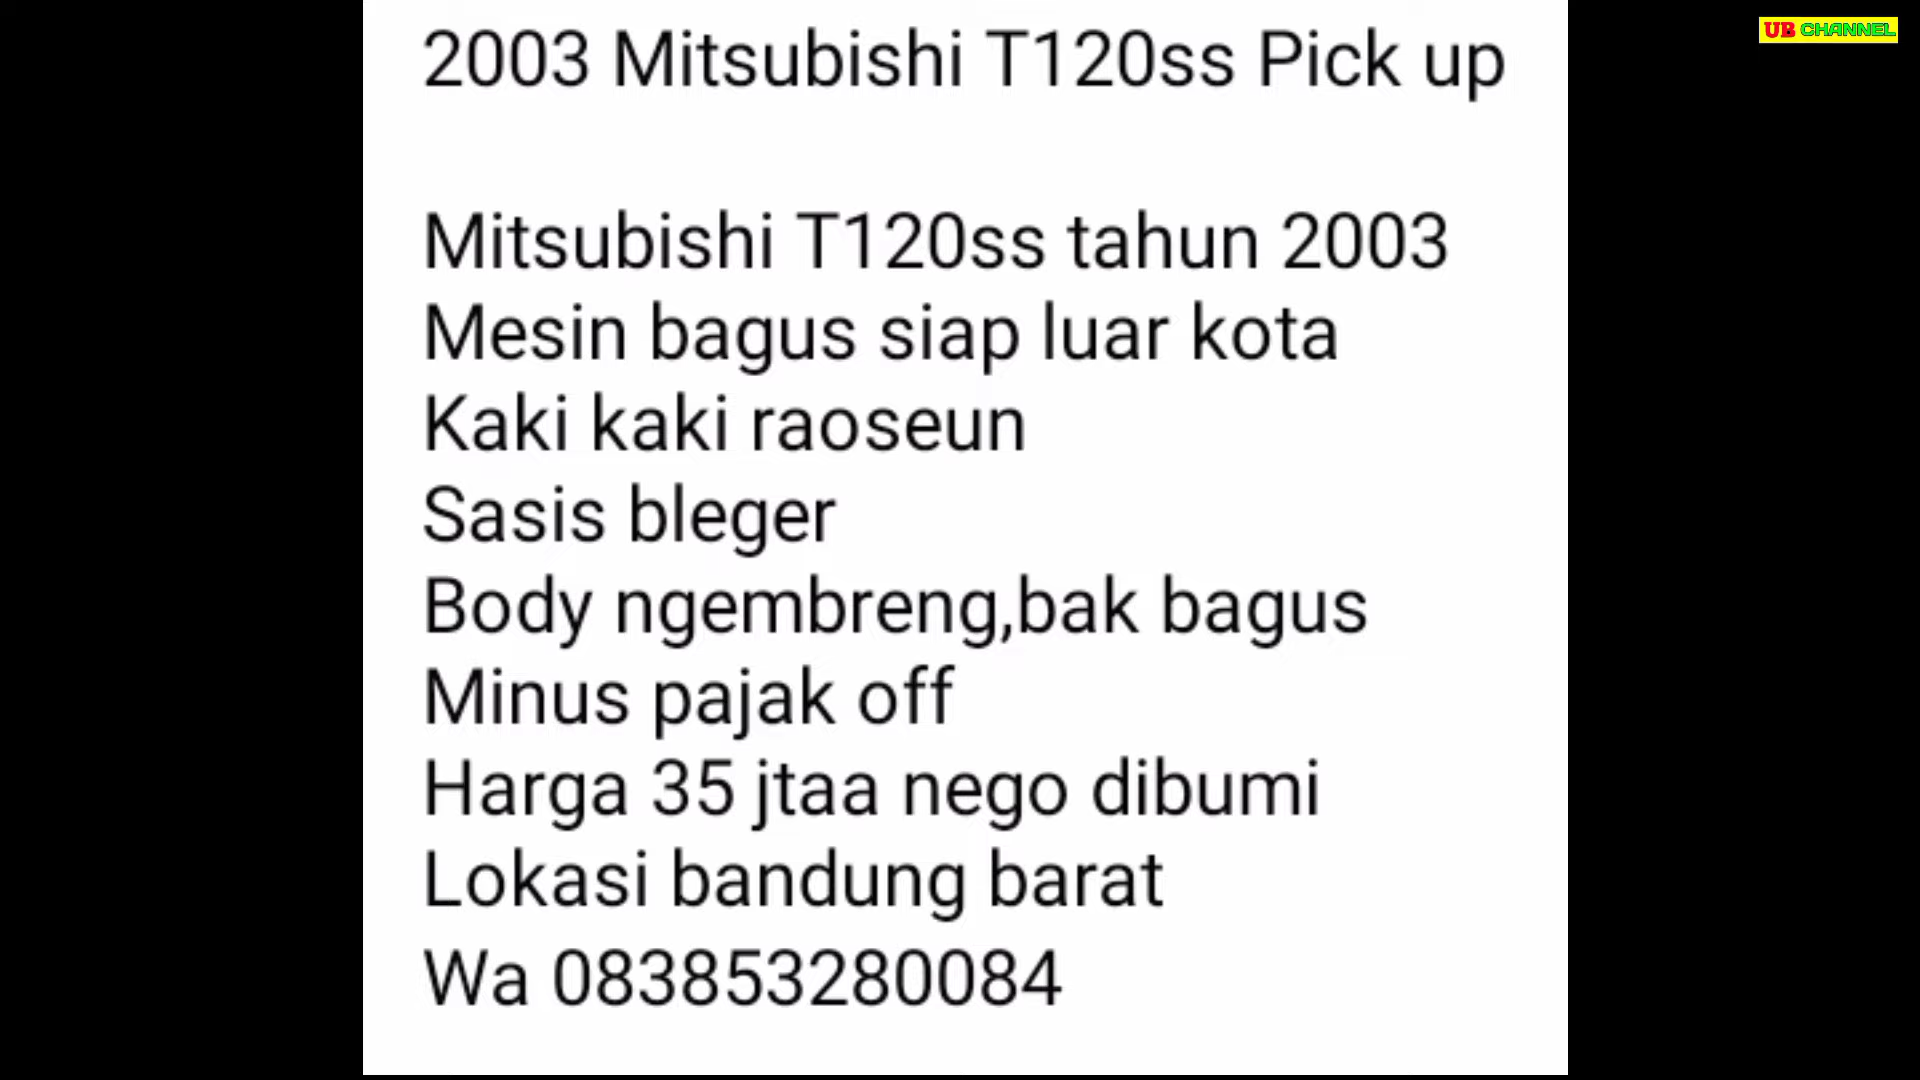 UB CHANNEL
2003 Mitsubishi T120ss Pick up
Mitsubishi T120ss tahun 2003
Mesin bagus siap luar kota
Kaki kaki raoseun
Sasis bleger
Body ngembreng,bak bagus
Minus pajak off
Harga 35 jtaa nego dibumi
Lokasi bandung barat
Wa 083853280084